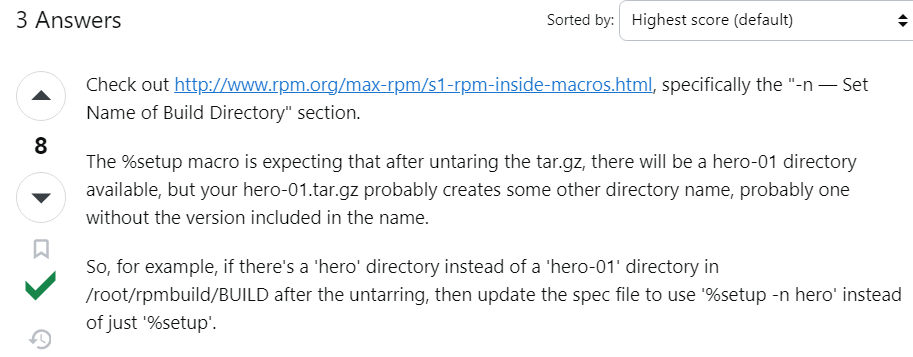 3 Answers
Sorted by: Highest score (default)
Check out http://www.rpm.org/max-rpm/s1-rpm-inside-macros.html, specifically the "-n — Set
Name of Build Directory" section.
8
The %setup macro is expecting that after untaring the tar.gz, there will be a hero-01 directory
available, but your hero-01.tar.gz probably creates some other directory name, probably one
without the version included in the name.
So, for example, if there's a 'hero' directory instead of a 'hero-01' directory in
/root/rpmbuild/BUILD after the untarring, then update the spec file to use '%setup -n hero' instead
of just '%setup'.